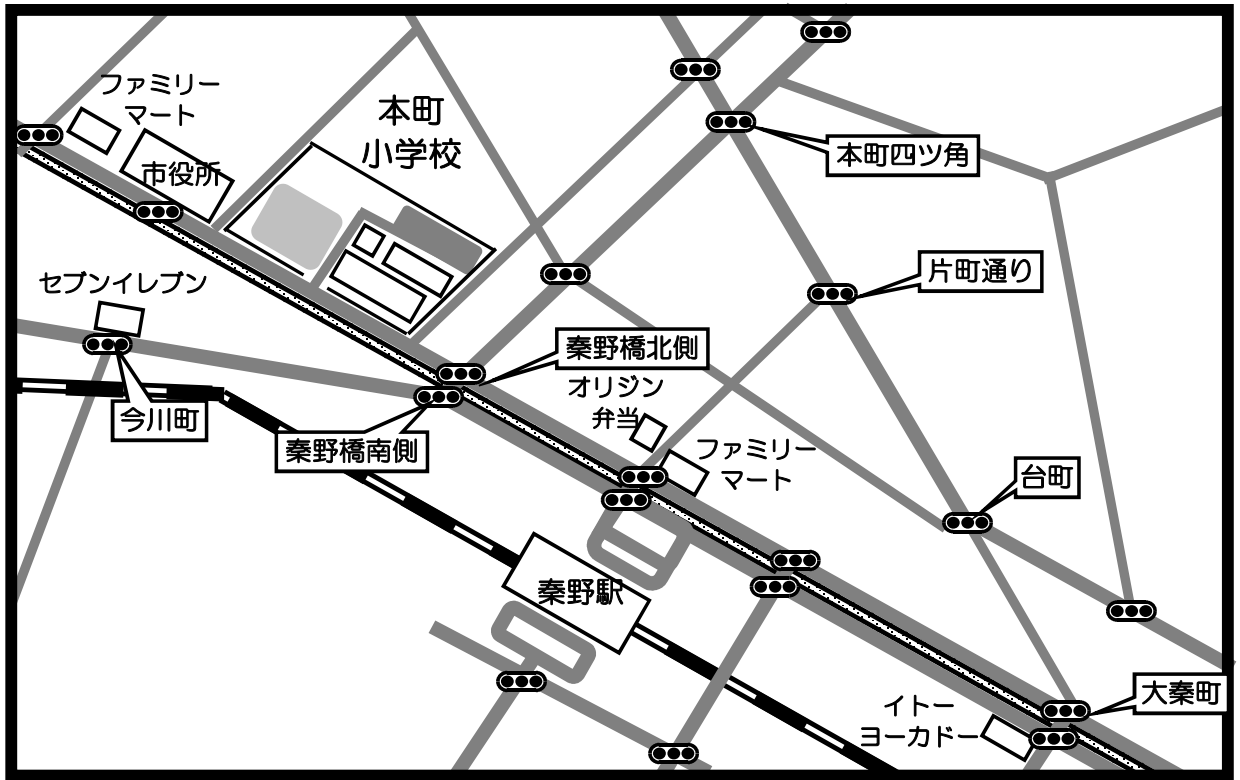 ファミリー
マート
市役所
本町
小学校
本町四ツ角
片町通り
セブンイレブン
今川町
秦野橋北側
秦野橋南側
オリジン
弁当
ファミリー
マート
台町
秦野駅
大秦町
イトー
ヨーカドー